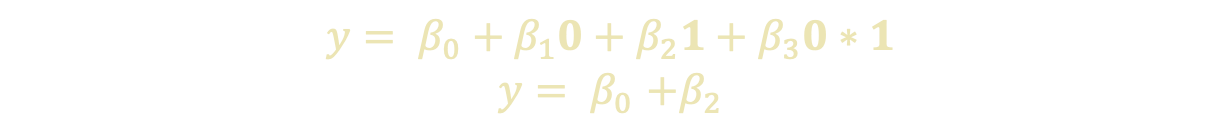 y = β₀ + β₁0 + β₂1 + β₃0 * 1
y = β₀ +β₂